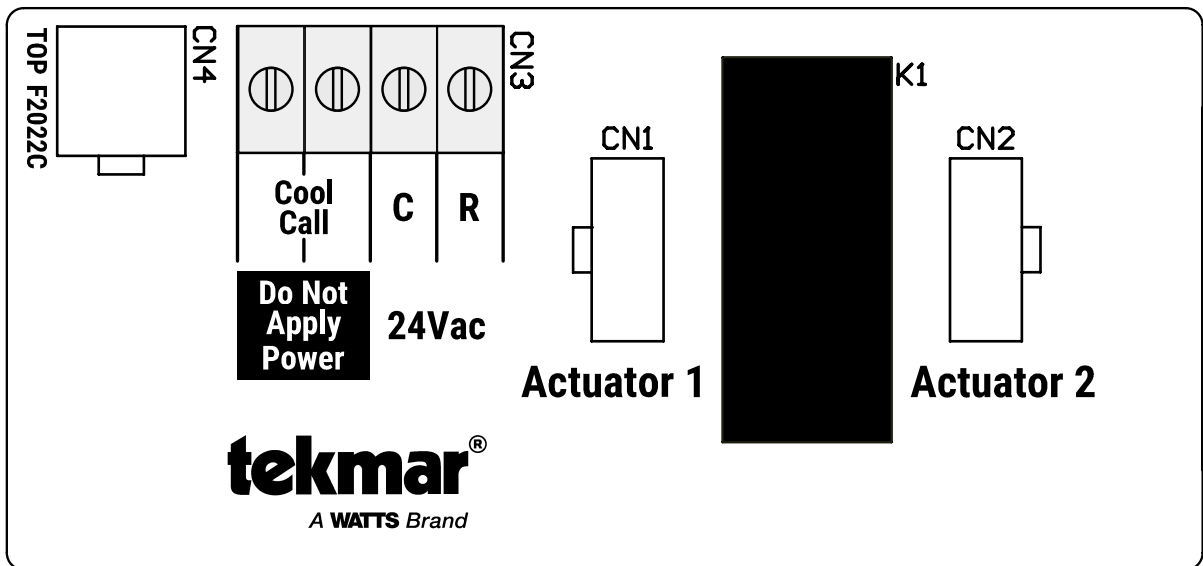 TOP F2022C
CN4
CN3
Cool
Call
C
R
Do Not
Apply
Power
24Vac
CN1
Actuator 1
K1
CN2
Actuator 2
tekmar®
A WATTS Brand